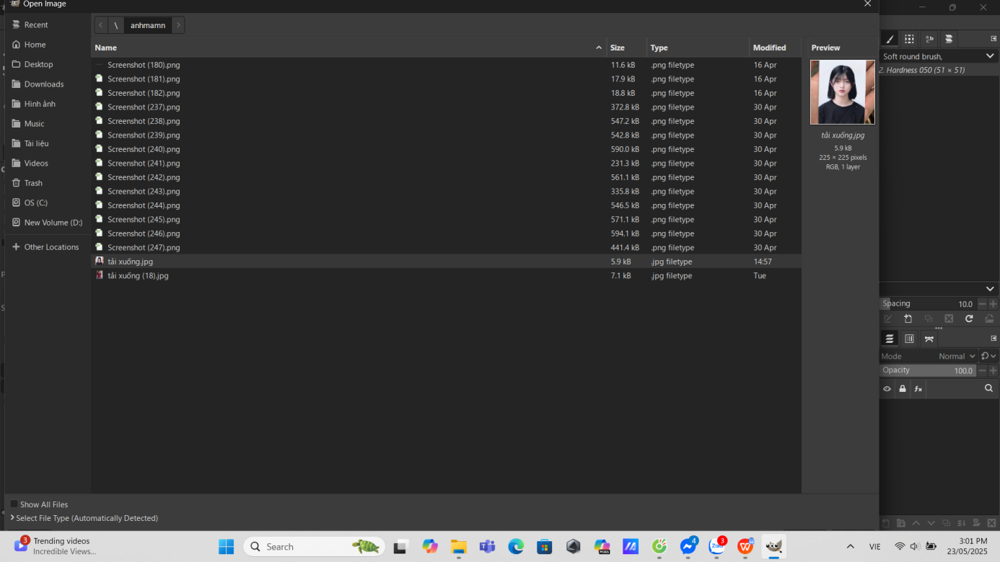 Open Image
Recent
Home
Desktop
Downloads
Hình ảnh
Music
Tài liệu
Videos
Trash
OS (C:)
New Volume (D:)
Other Locations
\ anhmamn
Name Size Type Modified
Screenshot (180).png 11.6 kB .png filetype 16 Apr
Screenshot (181).png 17.9 kB .png filetype 16 Apr
Screenshot (182).png 18.8 kB .png filetype 16 Apr
Screenshot (237).png 372.8 kB .png filetype 30 Apr
Screenshot (238).png 547.2 kB .png filetype 30 Apr
Screenshot (239).png 542.8 kB .png filetype 30 Apr
Screenshot (240).png 590.0 kB .png filetype 30 Apr
Screenshot (241).png 231.3 kB .png filetype 30 Apr
Screenshot (242).png 561.1 kB .png filetype 30 Apr
Screenshot (243).png 335.8 kB .png filetype 30 Apr
Screenshot (244).png 546.5 kB .png filetype 30 Apr
Screenshot (245).png 571.1 kB .png filetype 30 Apr
Screenshot (246).png 594.1 kB .png filetype 30 Apr
Screenshot (247).png 441.4 kB .png filetype 30 Apr
tải xuống.jpg 5.9 kB .jpg filetype 14:57
tải xuống (18).jpg 7.1 kB .jpg filetype Tue
Preview
tải xuống.jpg
5.9 kB
225 × 225 pixels
RGB, 1 layer
Soft round brush,
2. Hardness 050 (51 × 51)
Spacing 10.0
Mode Normal
Opacity 100.0
Show All Files
Select File Type (Automatically Detected)
3 Trending videos
Incredible Views...
Search
M365
4
3
Zalo
VIE
3:01 PM
23/05/2025